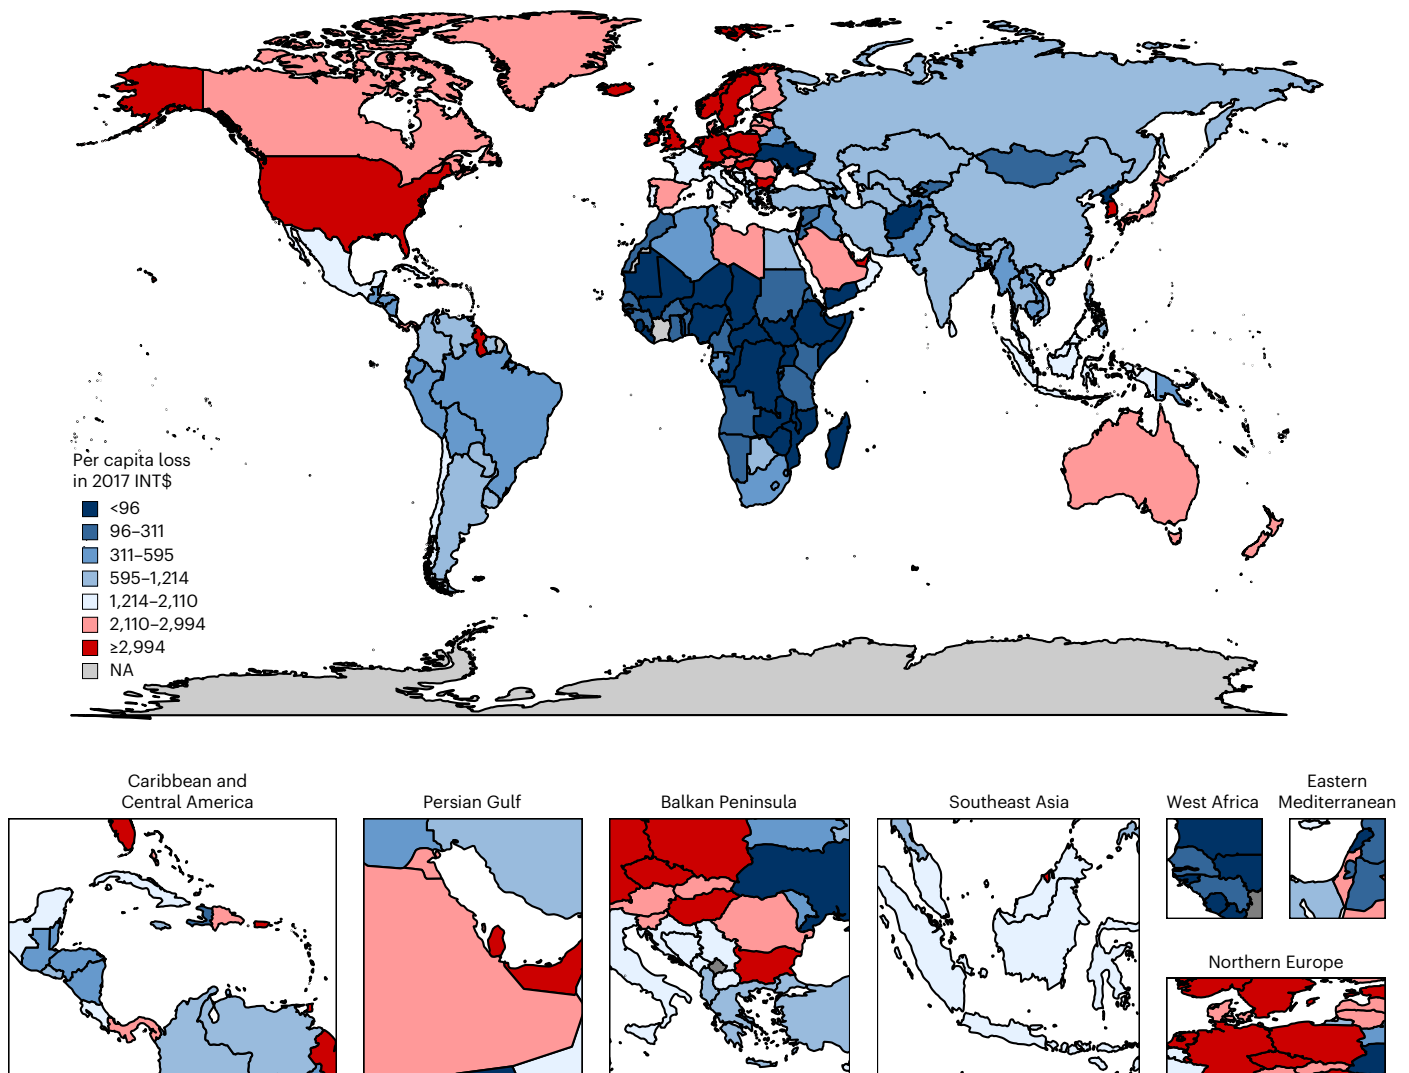 Per capita loss
in 2017 INT$
<96
96–311
311–595
595–1,214
1,214–2,110
2,110–2,994
≥2,994
NA
Caribbean and
Central America
Persian Gulf
Balkan Peninsula
Southeast Asia
West Africa
Eastern
Mediterranean
Northern Europe